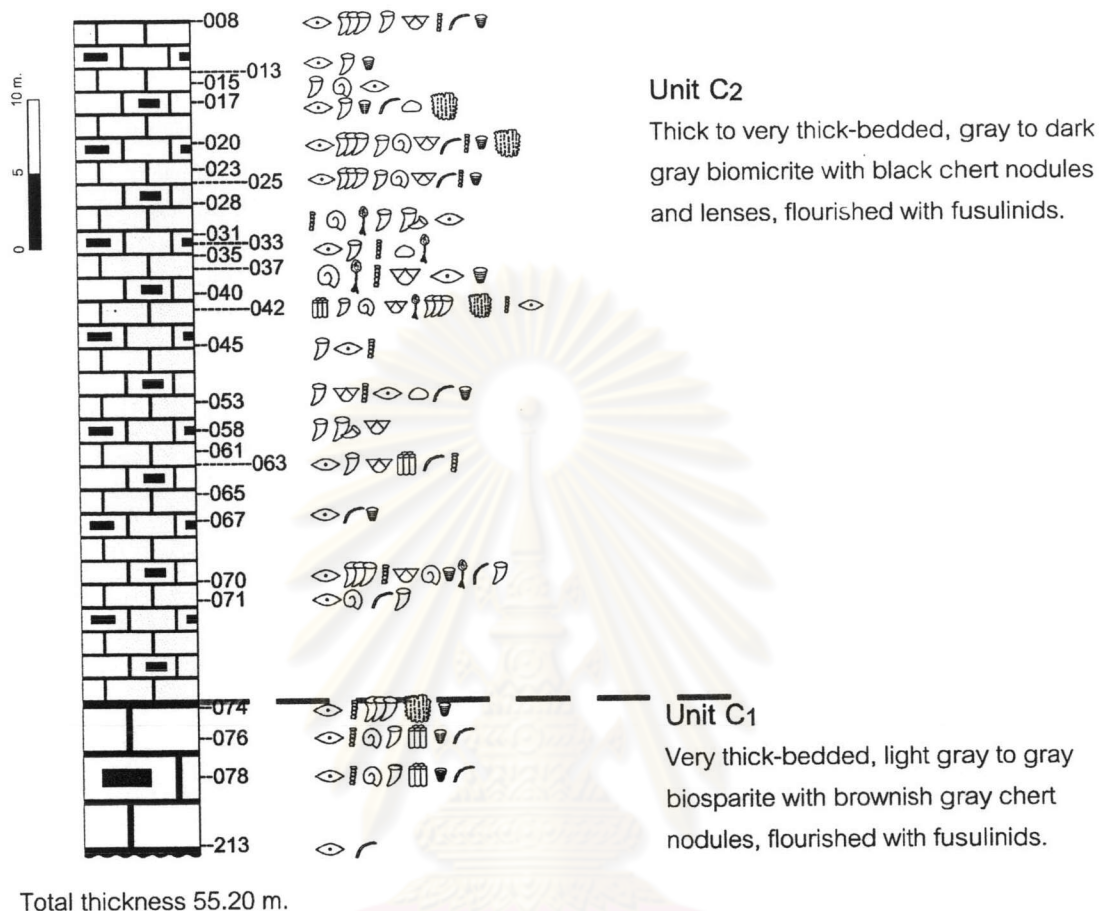 008
013
015
017
020
023
025
028
031
033
035
037
040
042
045
053
058
061
063
065
067
070
071
074
076
078
213
10 m.
5
0
Unit C2
Thick to very thick-bedded, gray to dark
gray biomicrite with black chert nodules
and lenses, flourished with fusulinids.
Unit C1
Very thick-bedded, light gray to gray
biosparite with brownish gray chert
nodules, flourished with fusulinids.
Total thickness 55.20 m.